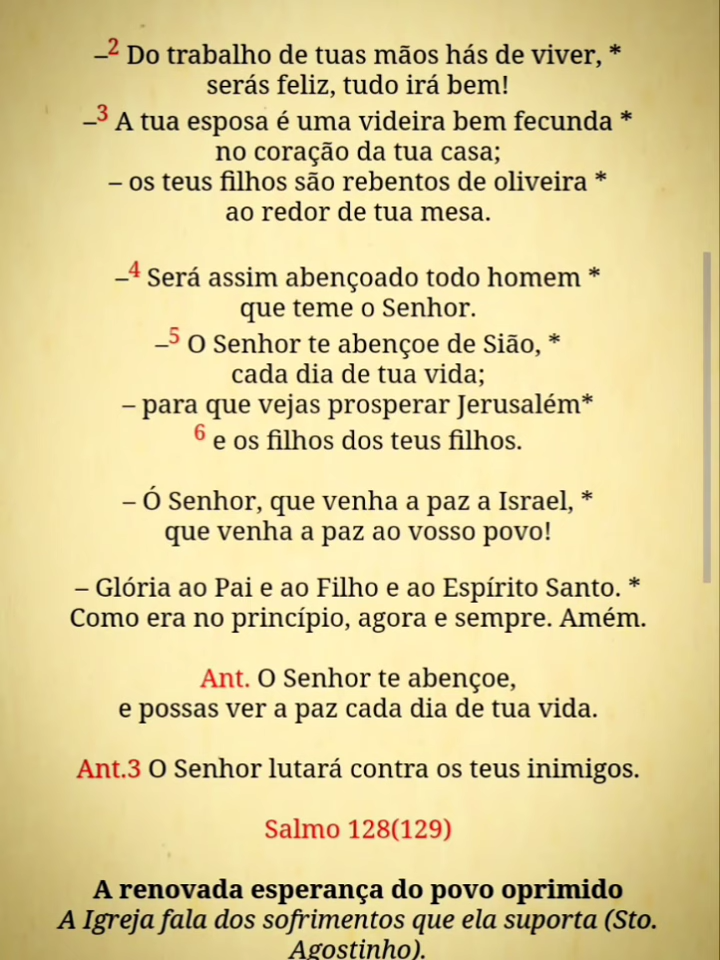 –2 Do trabalho de tuas mãos hás de viver, *
serás feliz, tudo irá bem!
–3 A tua esposa é uma videira bem fecunda *
no coração da tua casa;
– os teus filhos são rebentos de oliveira *
ao redor de tua mesa.
–4 Será assim abençoado todo homem *
que teme o Senhor.
–5 O Senhor te abençoe de Sião, *
cada dia de tua vida;
– para que vejas prosperar Jerusalém*
6 e os filhos dos teus filhos.
– Ó Senhor, que venha a paz a Israel, *
que venha a paz ao vosso povo!
– Glória ao Pai e ao Filho e ao Espírito Santo. *
Como era no princípio, agora e sempre. Amém.
Ant. O Senhor te abençoe,
e possas ver a paz cada dia de tua vida.
Ant.3 O Senhor lutará contra os teus inimigos.
Salmo 128(129)
A renovada esperança do povo oprimido
A Igreja fala dos sofrimentos que ela suporta (Sto.
Agostinho).